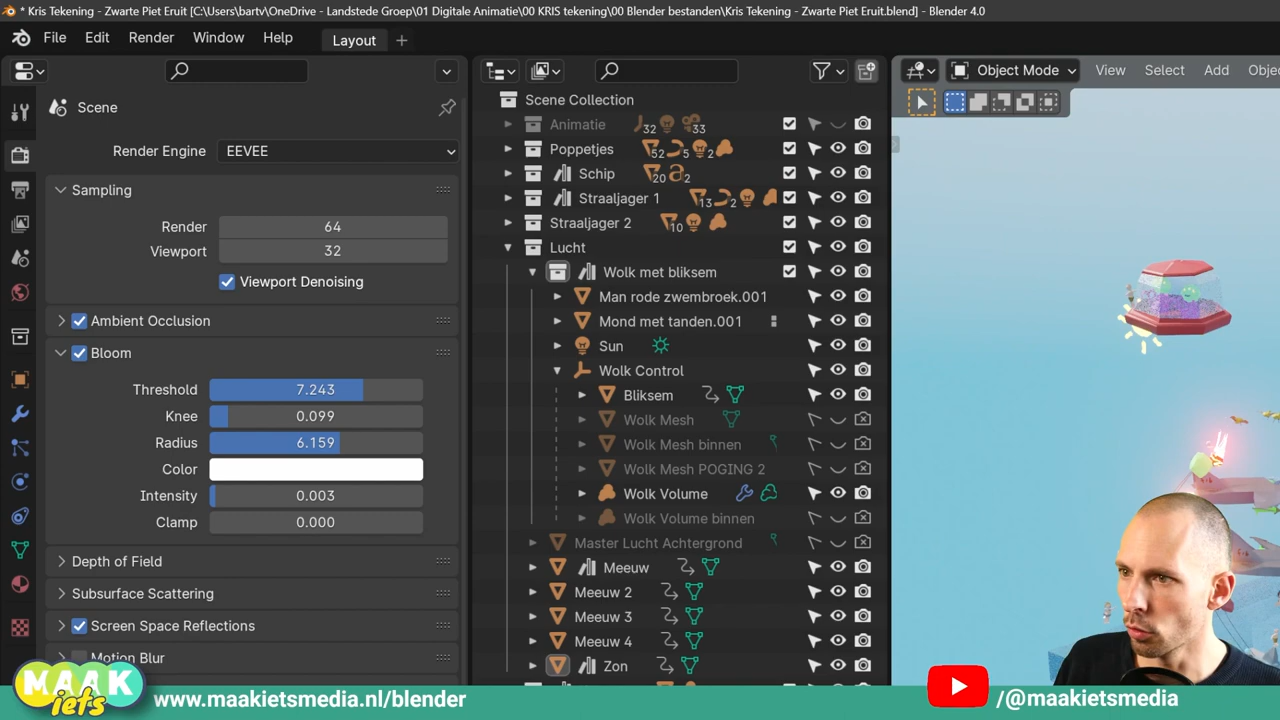 * Kris Tekening - Zwarte Piet Eruit [C:\Users\bartv\OneDrive - Landstede Groep\01 Digitale Animatie\00 KRIS tekening\00 Blender bestanden\Kris Tekening - Zwarte Piet Eruit.blend] - Blender 4.0
File Edit Render Window Help Layout
Object Mode View Select Add Objec
Scene
Render Engine EEVEE
Sampling
Render 64
Viewport 32
Viewport Denoising
Ambient Occlusion
Bloom
Threshold 7.243
Knee 0.099
Radius 6.159
Color
Intensity 0.003
Clamp 0.000
Depth of Field
Subsurface Scattering
Screen Space Reflections
Motion Blur
Scene Collection
Animatie 32 33
Poppetjes 52 5 2
Schip 20 2
Straaljager 1 13 2
Straaljager 2 10
Lucht
Wolk met bliksem
Man rode zwembroek.001
Mond met tanden.001
Sun
Wolk Control
Bliksem
Wolk Mesh
Wolk Mesh binnen
Wolk Mesh POGING 2
Wolk Volume
Wolk Volume binnen
Master Lucht Achtergrond
Meeuw
Meeuw 2
Meeuw 3
Meeuw 4
Zon
MAAK
iets
www.maakietsmedia.nl/blender
/@maakietsmedia